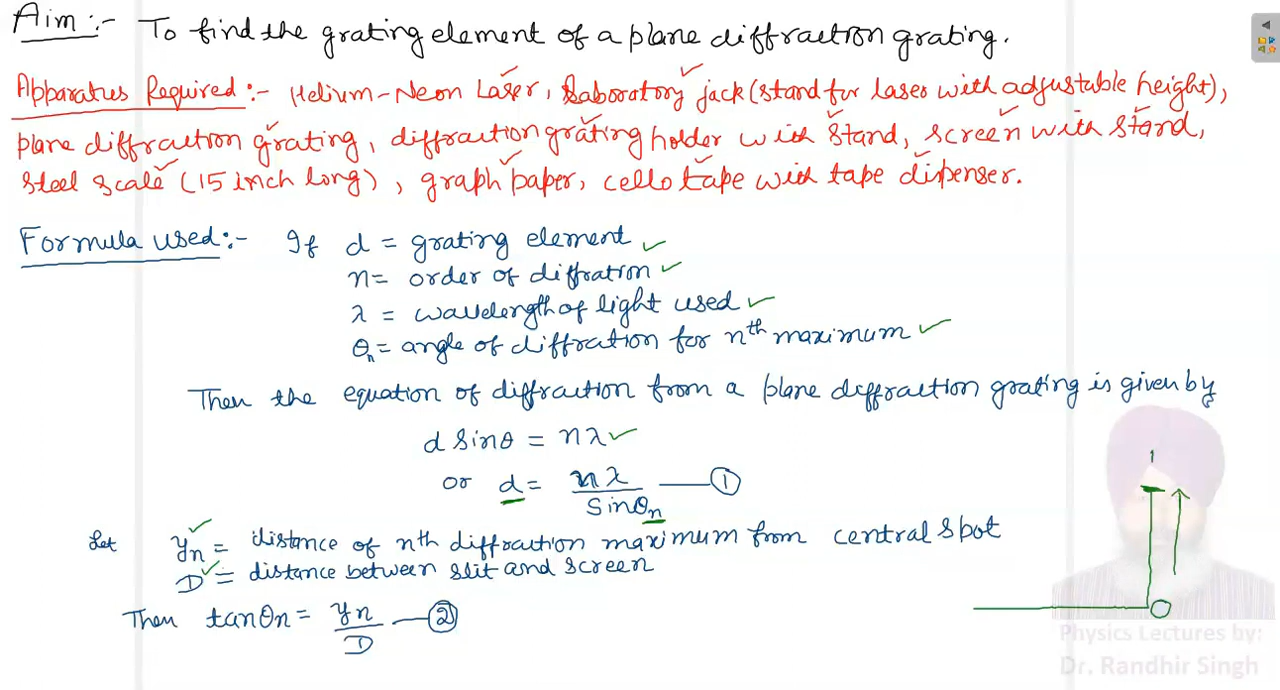 Aim:- To find the grating element of a plane diffraction grating.
Apparatus Required:- Helium-Neon Laser, Laboratory jack (stand for laser with adjustable height),
plane diffraction grating, diffraction grating holder with stand, screen with stand,
steel scale (15 inch long), graph paper, cello tape with tape dispenser.
Formula used:- If d = grating element
n = order of diffration
λ = wavelength of light used
θn = angle of diffration for nth maximum
Then the equation of diffraction from a plane diffraction grating is given by
d sinθ = nλ
or d = nλ / sinθn — ①
Let yn = distance of nth diffraction maximum from central spot
D = distance between slit and screen
Then tanθn = yn / D — ②
1
Physics Lectures by:
Dr. Randhir Singh